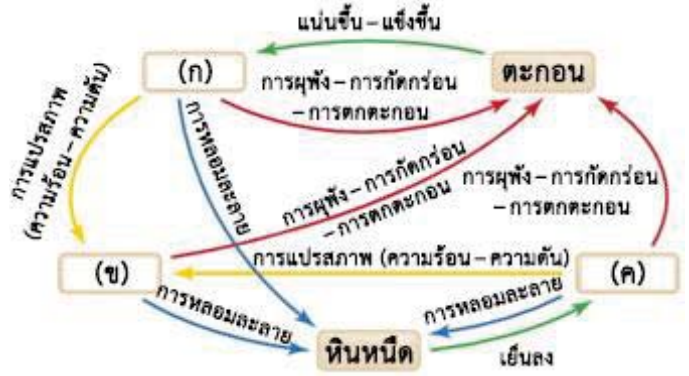 แน่นขึ้น – แข็งขึ้น
(ก)
ตะกอน
การผุพัง – การกัดกร่อน
– การตกตะกอน
การแปรสภาพ
(ความร้อน – ความดัน)
การหลอมละลาย
การผุพัง – การกัดกร่อน
– การตกตะกอน
การผุพัง – การกัดกร่อน
– การตกตะกอน
การแปรสภาพ (ความร้อน – ความดัน)
(ข)
(ค)
การหลอมละลาย
การหลอมละลาย
หินหนืด
เย็นลง